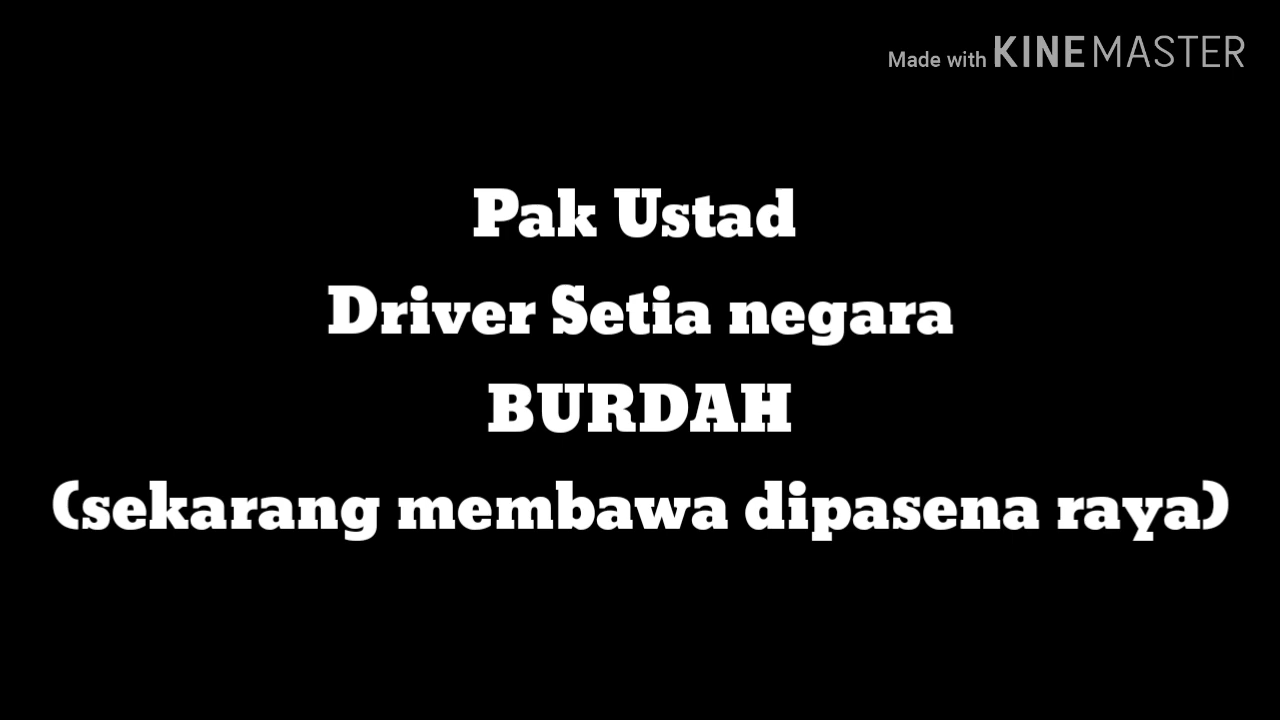 Made with KINEMASTER
Pak Ustad
Driver Setia negara
BURDAH
(sekarang membawa dipasena raya)